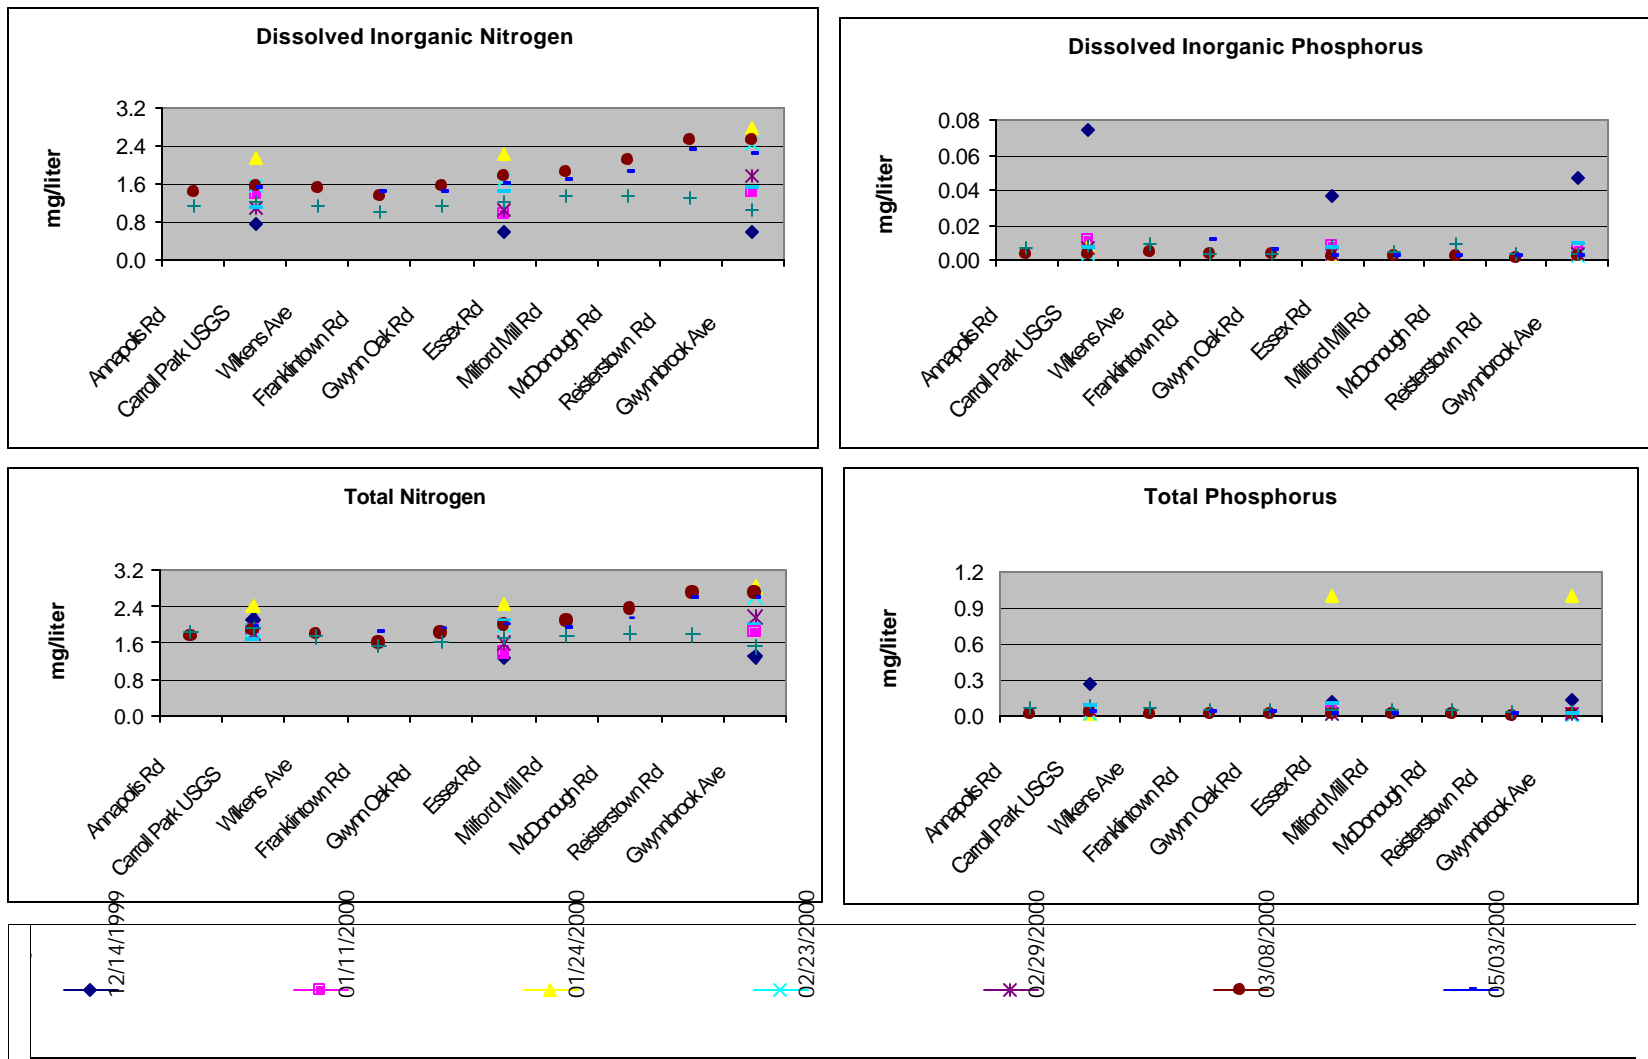 Dissolved Inorganic Nitrogen
mg/liter
3.2
2.4
1.6
0.8
0.0
Annapolis Rd
Carroll Park USGS
Wilkens Ave
Franklintown Rd
Gwynn Oak Rd
Essex Rd
Milford Mill Rd
McDonough Rd
Reisterstown Rd
Gwynnbrook Ave
Dissolved Inorganic Phosphorus
mg/liter
0.08
0.06
0.04
0.02
0.00
Annapolis Rd
Carroll Park USGS
Wilkens Ave
Franklintown Rd
Gwynn Oak Rd
Essex Rd
Milford Mill Rd
McDonough Rd
Reisterstown Rd
Gwynnbrook Ave
Total Nitrogen
mg/liter
3.2
2.4
1.6
0.8
0.0
Annapolis Rd
Carroll Park USGS
Wilkens Ave
Franklintown Rd
Gwynn Oak Rd
Essex Rd
Milford Mill Rd
McDonough Rd
Reisterstown Rd
Gwynnbrook Ave
Total Phosphorus
mg/liter
1.2
0.9
0.6
0.3
0.0
Annapolis Rd
Carroll Park USGS
Wilkens Ave
Franklintown Rd
Gwynn Oak Rd
Essex Rd
Milford Mill Rd
McDonough Rd
Reisterstown Rd
Gwynnbrook Ave
12/14/1999
01/11/2000
01/24/2000
02/23/2000
02/29/2000
03/08/2000
05/03/2000